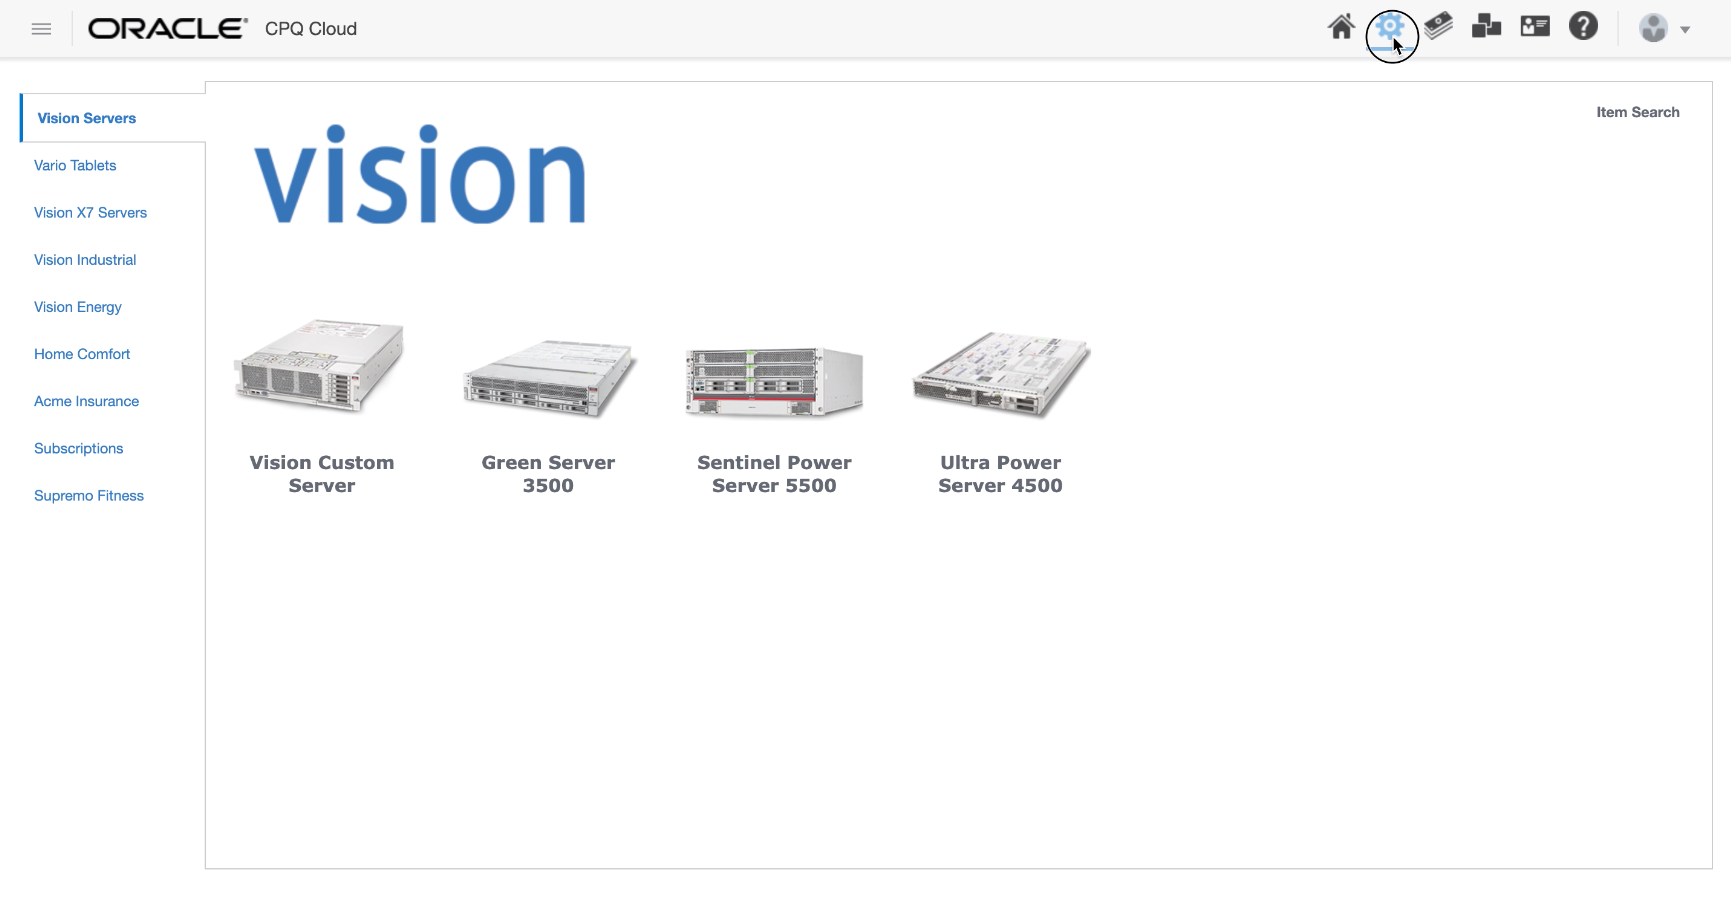 ORACLE® CPQ Cloud
Vision Servers
Vario Tablets
Vision X7 Servers
Vision Industrial
Vision Energy
Home Comfort
Acme Insurance
Subscriptions
Supremo Fitness
Item Search
vision
Vision Custom
Server
Green Server
3500
Sentinel Power
Server 5500
Ultra Power
Server 4500